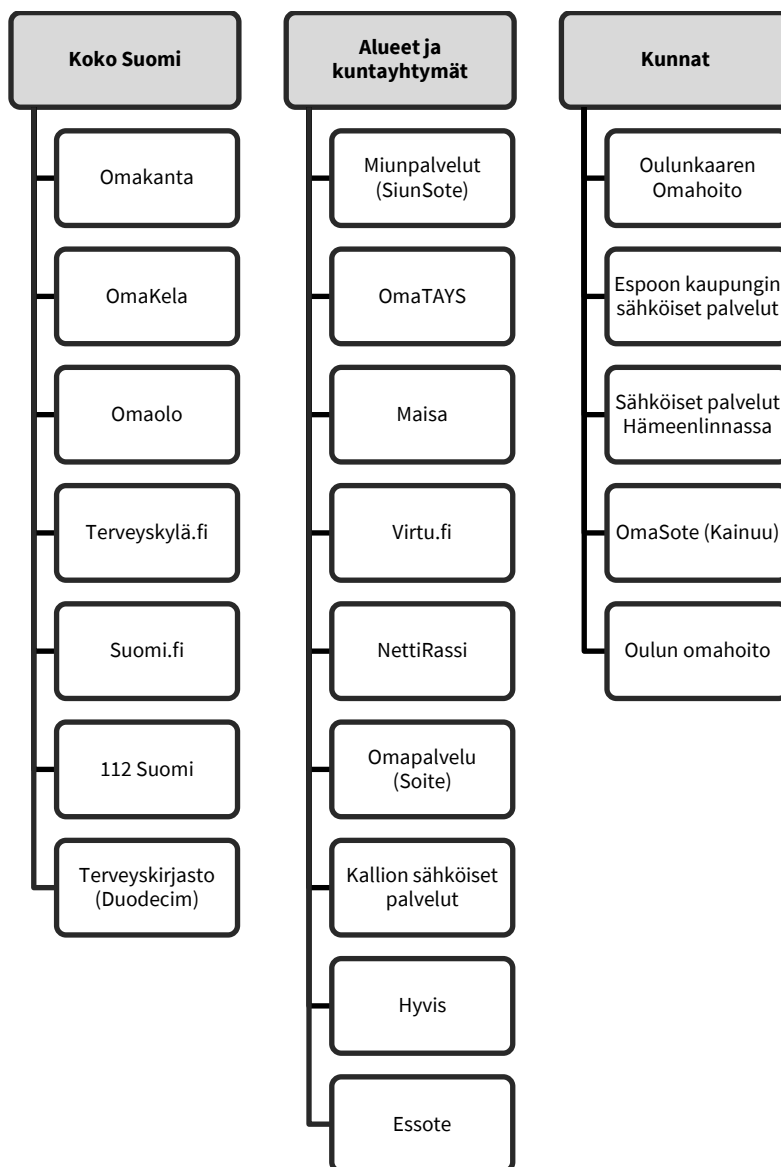 Koko Suomi
Omakanta
OmaKela
Omaolo
Terveyskylä.fi
Suomi.fi
112 Suomi
Terveyskirjasto
(Duodecim)
Alueet ja
kuntayhtymät
Miunpalvelut
(SiunSote)
OmaTAYS
Maisa
Virtu.fi
NettiRassi
Omapalvelu
(Soite)
Kallion sähköiset
palvelut
Hyvis
Essote
Kunnat
Oulunkaaren
Omahoito
Espoon kaupungin
sähköiset palvelut
Sähköiset palvelut
Hämeenlinnassa
OmaSote (Kainuu)
Oulun omahoito